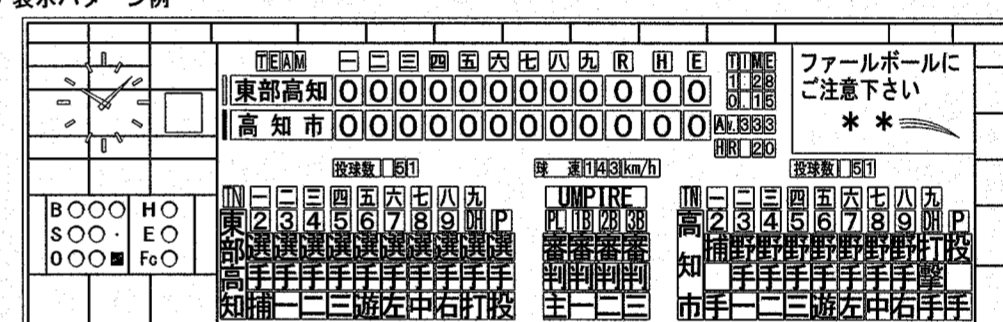 表示パターン例
TEAM 一 二 三 四 五 六 七 八 九 R H E
東部高知 0 0 0 0 0 0 0 0 0 0 0 0
高知市 0 0 0 0 0 0 0 0 0 0 0 0
TIME
1:28
0.15
Av.333
HR 20
ファールボールに
ご注意下さい
**
投球数 51
球速143km/h
投球数 51
B H
S E
O Fc
TN 一 二 三 四 五 六 七 八 九
東 2 3 4 5 6 7 8 9 DH P
部 選 選 選 選 選 選 選 選 選 選
高 手 手 手 手 手 手 手 手 手 手
知 捕 一 二 三 遊 左 中 右 打 投
UMPIRE
PL 1B 2B 3B
審 審 審 審
判 判 判 判
主 一 二 三
TN 一 二 三 四 五 六 七 八 九
高 2 3 4 5 6 7 8 9 DH P
捕 野 野 野 野 野 野 野 打 投
知 手 手 手 手 手 手 手 撃
市 手 一 二 三 遊 左 中 右 手 手